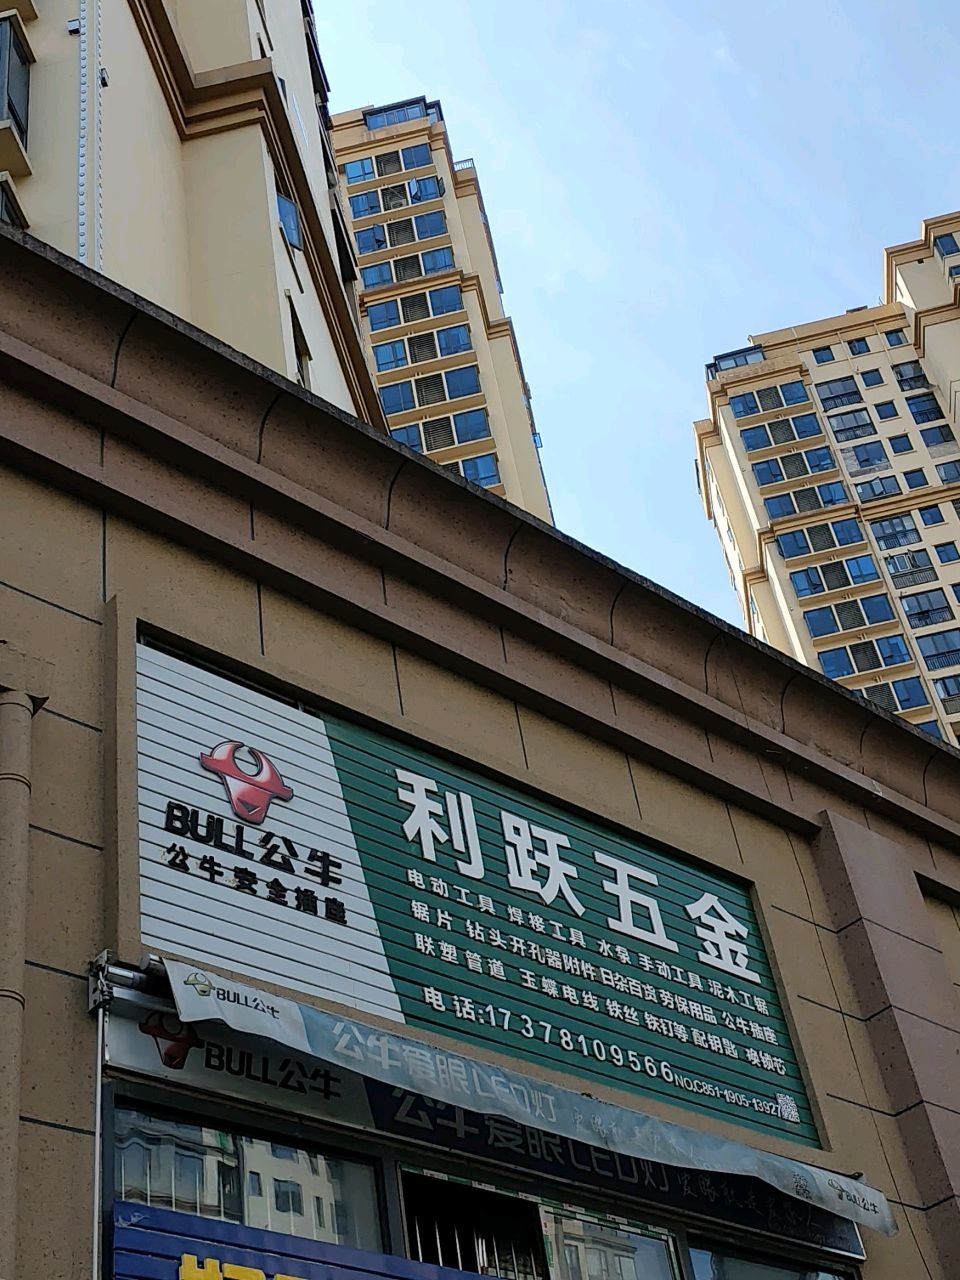 BULL公牛
公牛安全插座
利跃五金
电动工具 焊接工具 水泵 手动工具 泥木工锯
锯片 钻头开孔器附件 日杂百货 劳保用品 公牛插座
联塑管道 玉蝶电线 铁丝 铁钉等 配钥匙 换锁芯
电话:17378109566 NO.C851-1905-13927
BULL公牛
公牛爱眼LED灯
BULL公牛
BULL公牛
公牛爱眼LED灯